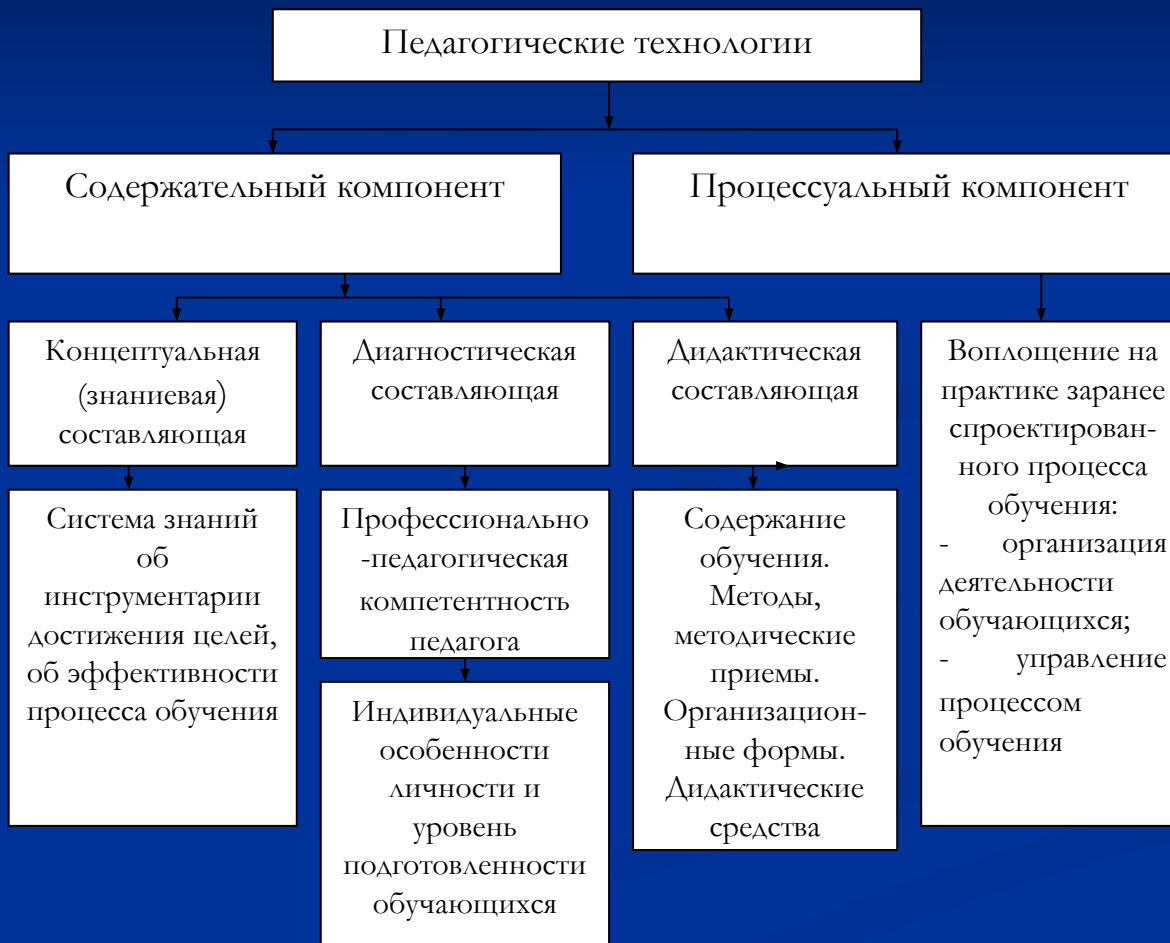 Педагогические технологии
Содержательный компонент
Процессуальный компонент
Концептуальная
(знаниевая)
составляющая
Диагностическая
составляющая
Дидактическая
составляющая
Воплощение на
практике заранее
спроектирован-
ного процесса
обучения:
- организация
деятельности
обучающихся;
- управление
процессом
обучения
Система знаний
об
инструментарии
достижения целей,
об эффективности
процесса обучения
Профессионально
-педагогическая
компетентность
педагога
Содержание
обучения.
Методы,
методические
приемы.
Организацион-
ные формы.
Дидактические
средства
Индивидуальные
особенности
личности и
уровень
подготовленности
обучающихся